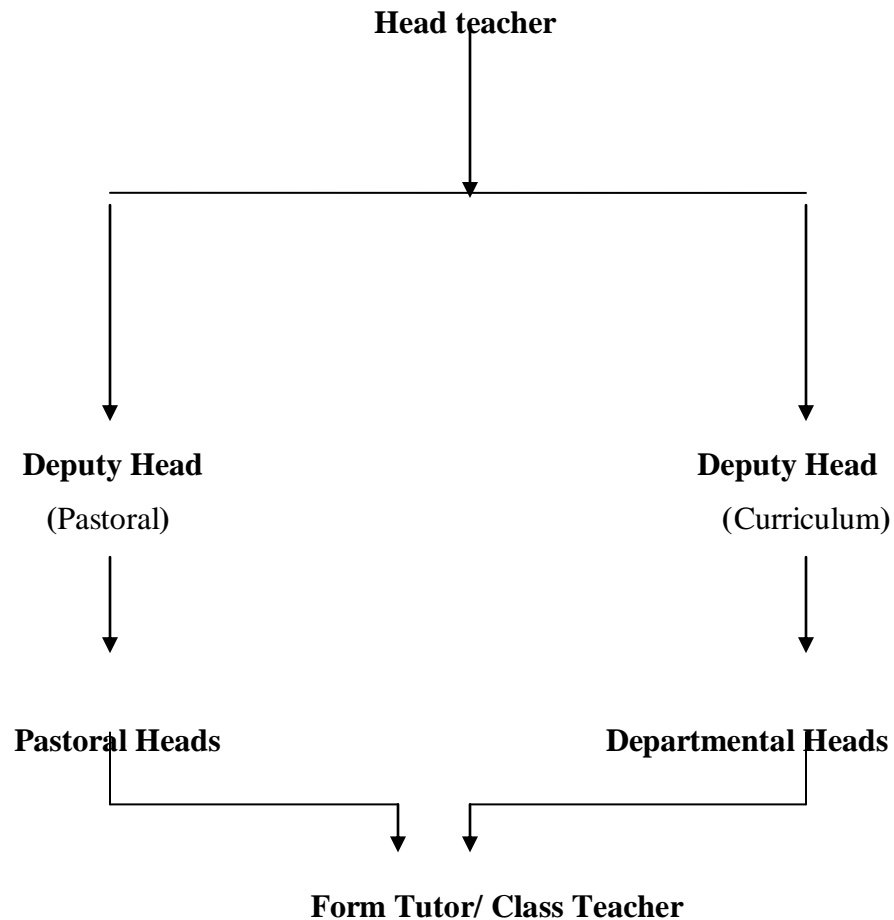 Head teacher
Deputy Head
(Pastoral)
Deputy Head
(Curriculum)
Pastoral Heads
Departmental Heads
Form Tutor/ Class Teacher